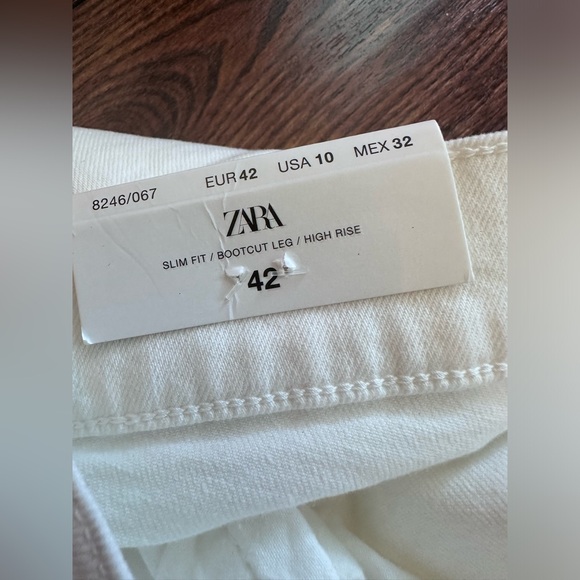 8246/067 EUR 42 USA 10 MEX 32
ZARA
SLIM FIT / BOOTCUT LEG / HIGH RISE
42